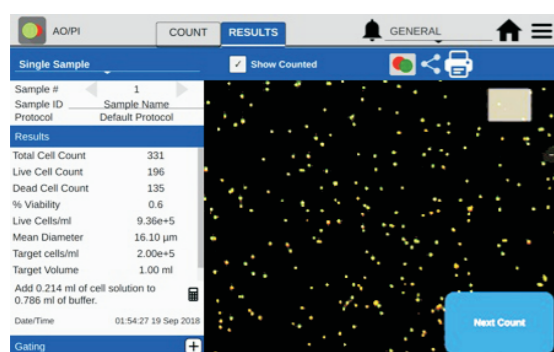 AO/PI COUNT RESULTS GENERAL
Single Sample Show Counted
Sample # 1
Sample ID Sample Name
Protocol Default Protocol
Results
Total Cell Count 331
Live Cell Count 196
Dead Cell Count 135
% Viability 0.6
Live Cells/ml 9.36e+5
Mean Diameter 16.10 µm
Target cells/ml 2.00e+5
Target Volume 1.00 ml
Add 0.214 ml of cell solution to
0.786 ml of buffer.
Date/Time 01:54:27 19 Sep 2018
Next Count
Gating +